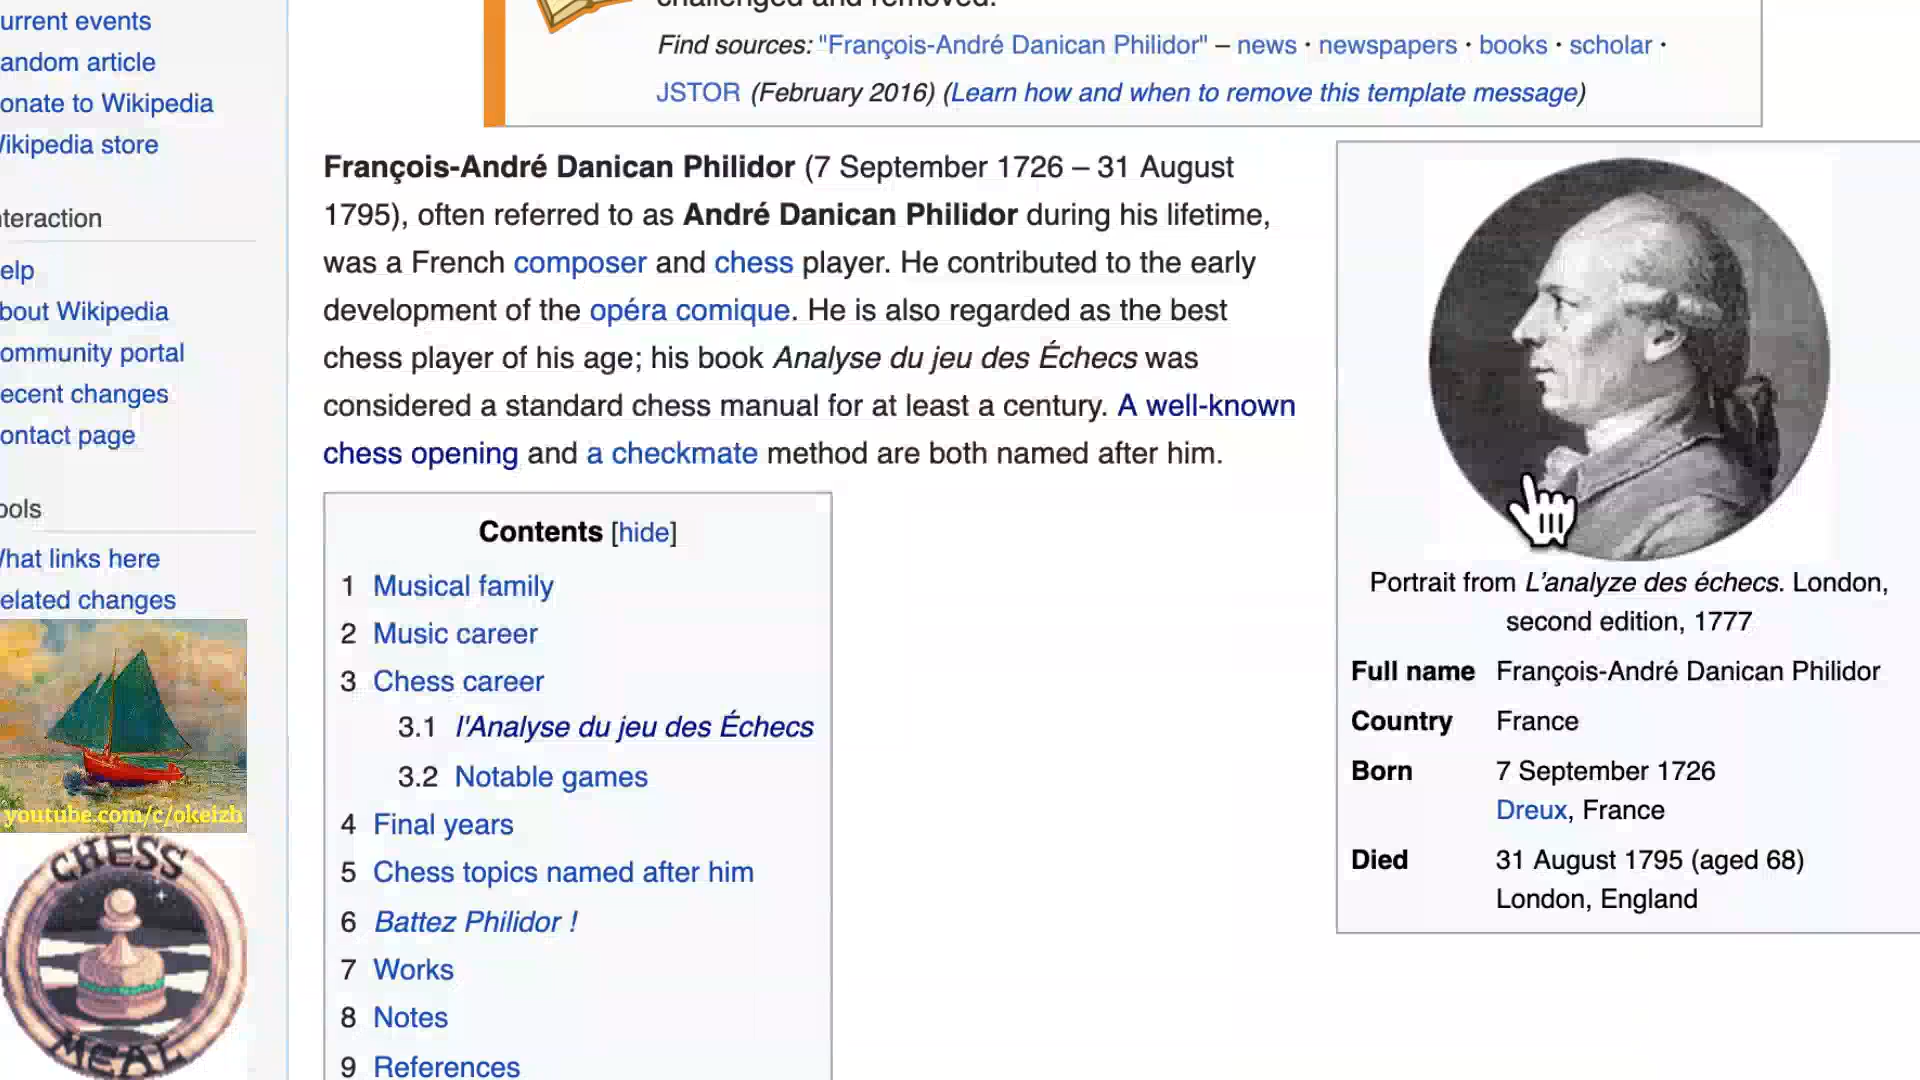 urrent events
andom article
onate to Wikipedia
Vikipedia store
nteraction
elp
bout Wikipedia
ommunity portal
ecent changes
ontact page
ools
Vhat links here
elated changes
youtube.com/c/okeizh
CHESS
MEAL
challenged and removed.
Find sources: "François-André Danican Philidor" – news · newspapers · books · scholar ·
JSTOR (February 2016) (Learn how and when to remove this template message)
François-André Danican Philidor (7 September 1726 – 31 August
1795), often referred to as André Danican Philidor during his lifetime,
was a French composer and chess player. He contributed to the early
development of the opéra comique. He is also regarded as the best
chess player of his age; his book Analyse du jeu des Échecs was
considered a standard chess manual for at least a century. A well-known
chess opening and a checkmate method are both named after him.
Contents [hide]
1 Musical family
2 Music career
3 Chess career
3.1 l'Analyse du jeu des Échecs
3.2 Notable games
4 Final years
5 Chess topics named after him
6 Battez Philidor !
7 Works
8 Notes
9 References
Portrait from L'analyze des échecs. London,
second edition, 1777
Full name François-André Danican Philidor
Country France
Born 7 September 1726
Dreux, France
Died 31 August 1795 (aged 68)
London, England